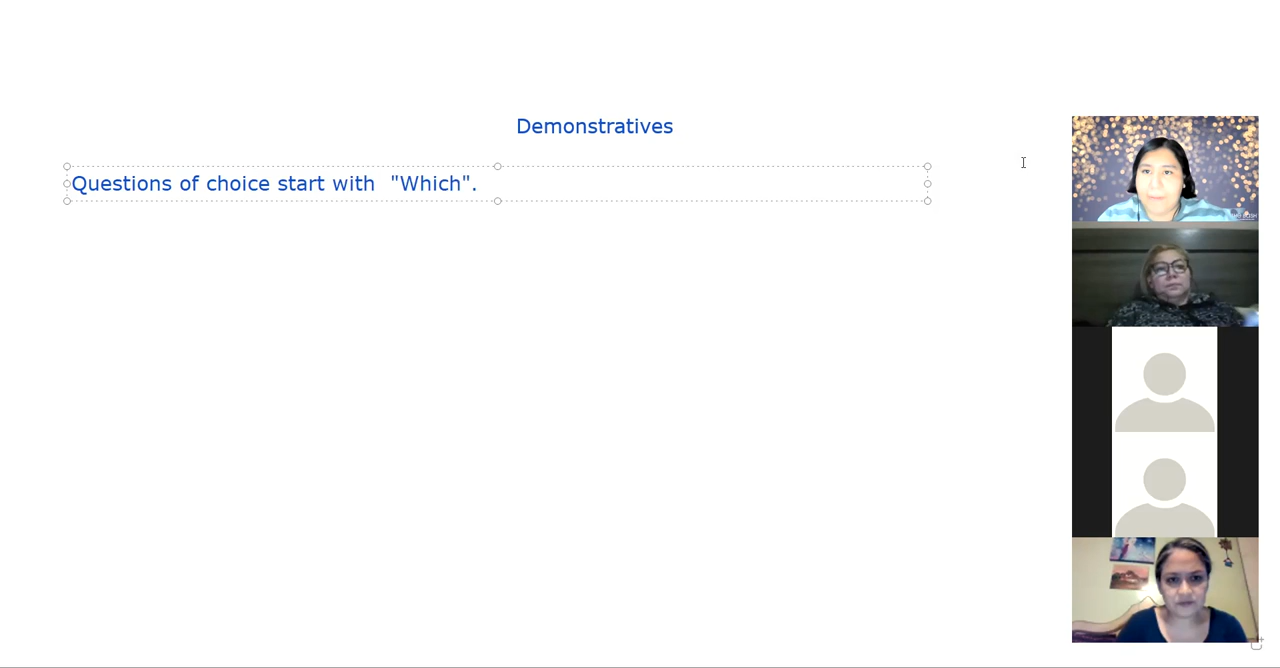 Demonstratives
Questions of choice start with  "Which".